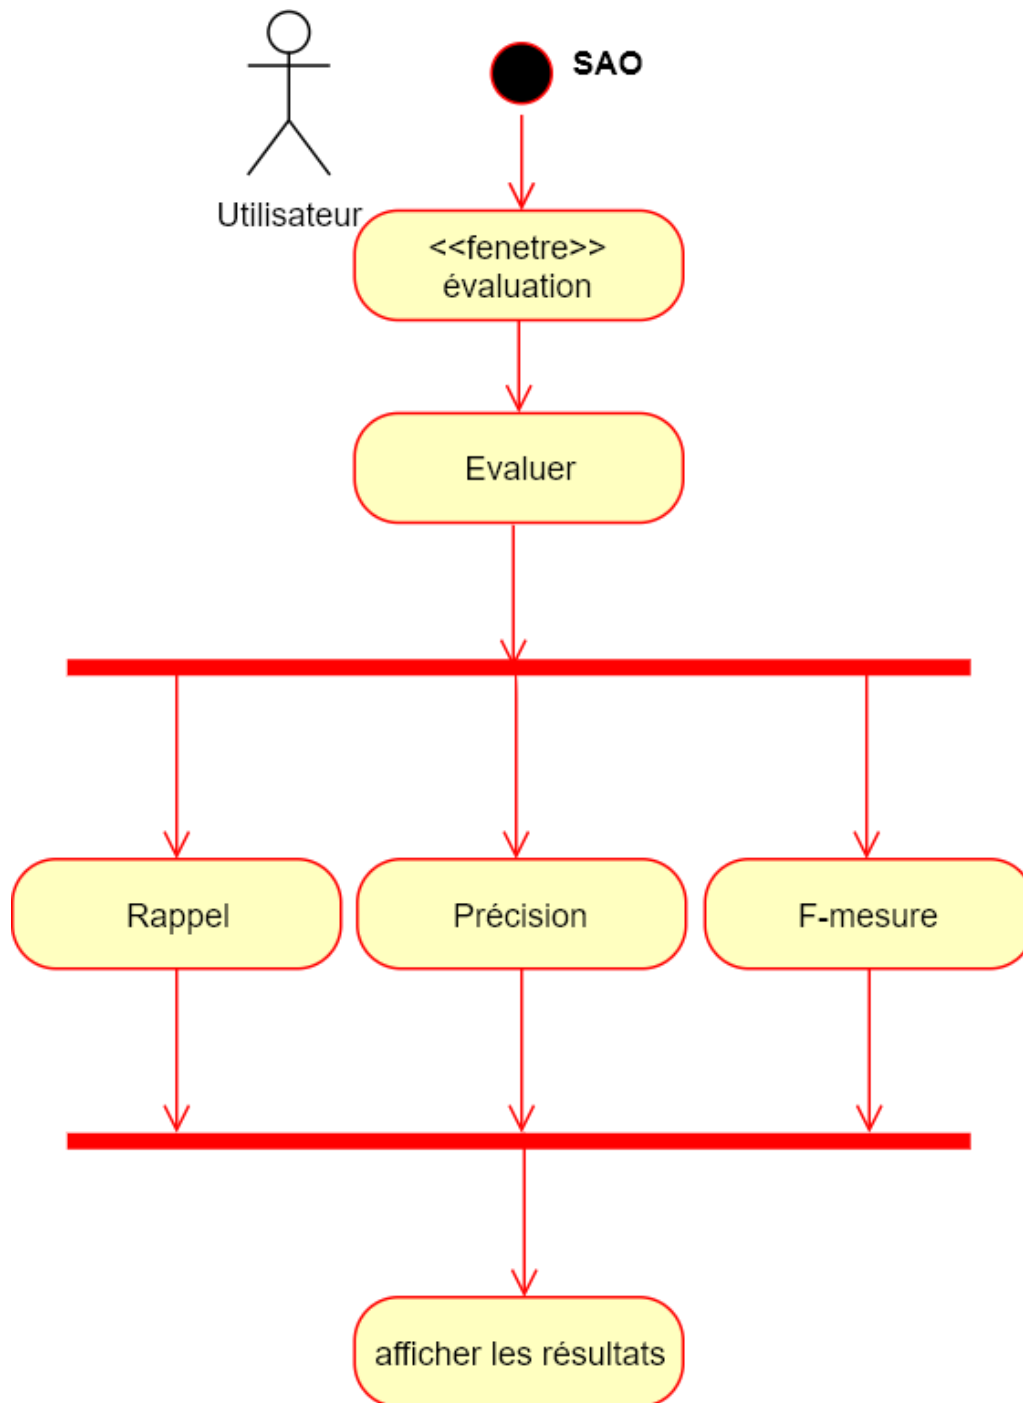 SAO
Utilisateur
<<fenetre>>
évaluation
Evaluer
Rappel
Précision
F-mesure
afficher les résultats